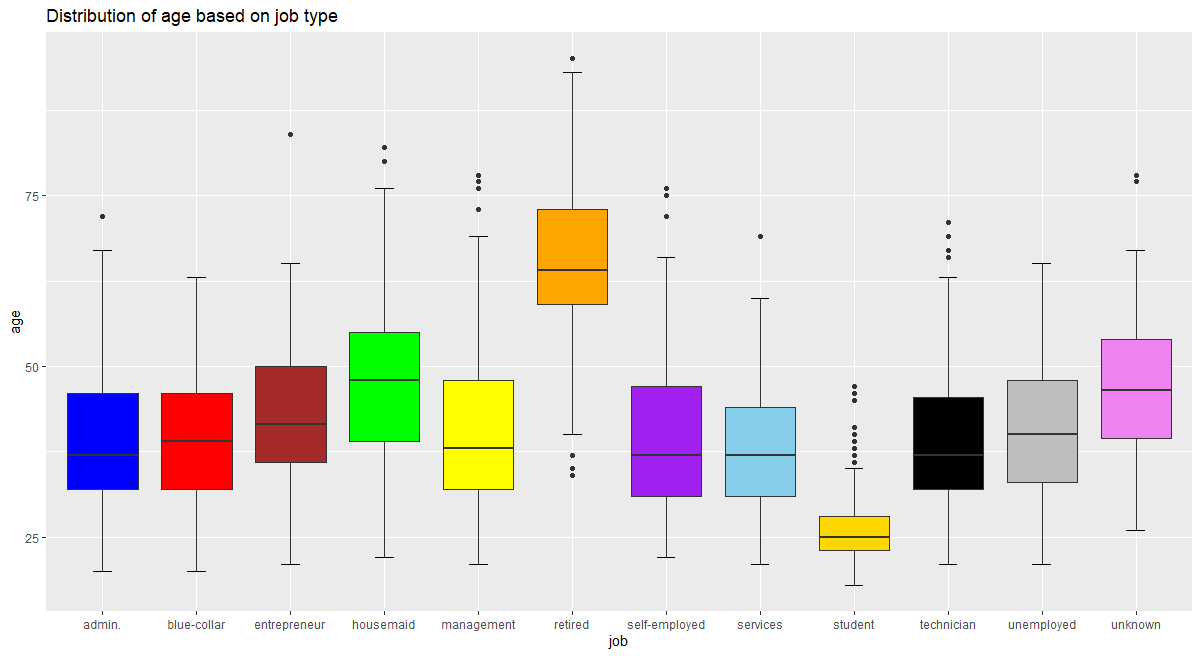 Distribution of age based on job type
age
75
50
25
admin. blue-collar entrepreneur housemaid management retired self-employed services student technician unemployed unknown
job